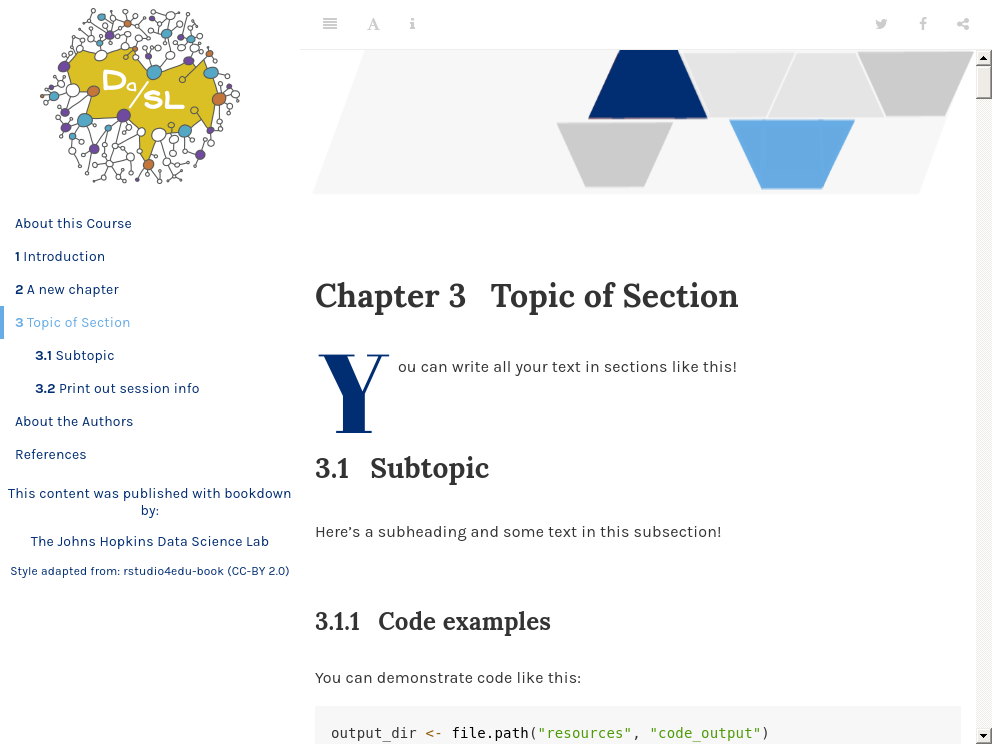 DaSL
About this Course
1 Introduction
2 A new chapter
3 Topic of Section
3.1 Subtopic
3.2 Print out session info
About the Authors
References
This content was published with bookdown
by:
The Johns Hopkins Data Science Lab
Style adapted from: rstudio4edu-book (CC-BY 2.0)
Chapter 3 Topic of Section
You can write all your text in sections like this!
3.1 Subtopic
Here’s a subheading and some text in this subsection!
3.1.1 Code examples
You can demonstrate code like this:
output_dir <- file.path("resources", "code_output")